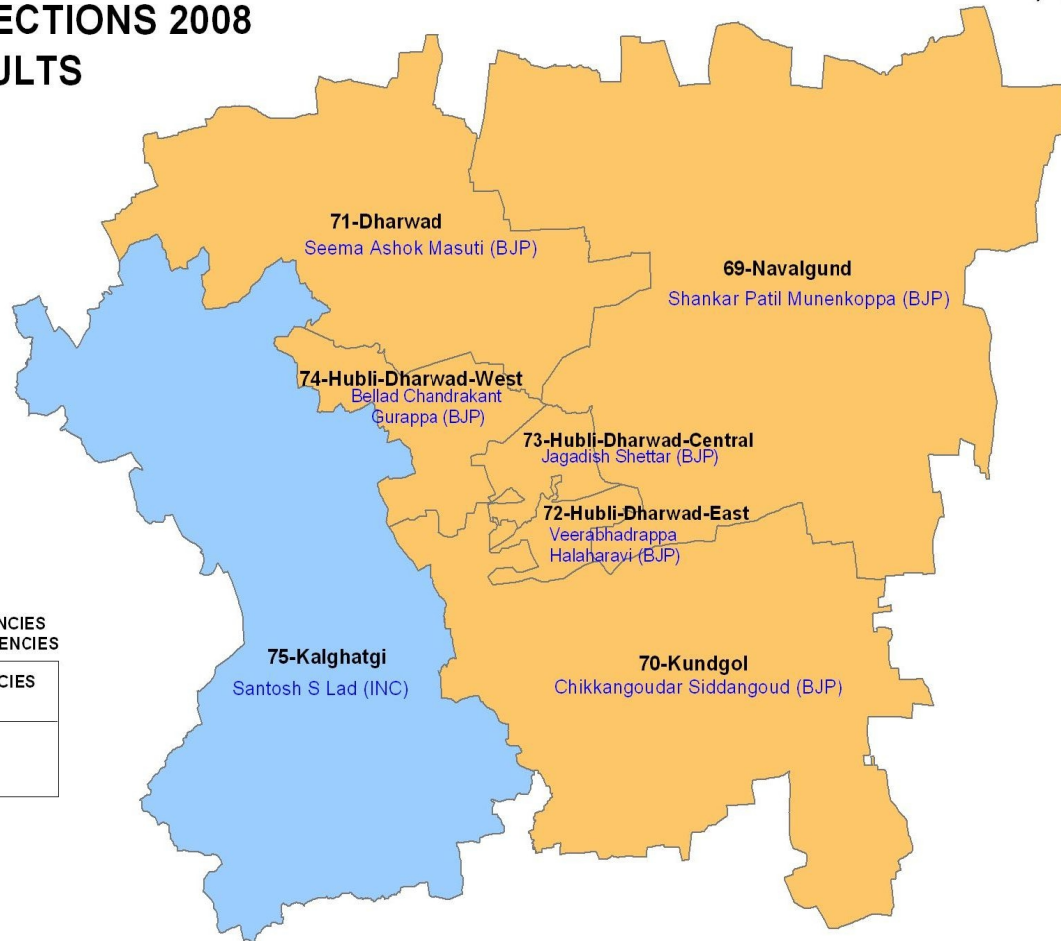 ECTIONS 2008
ULTS
71-Dharwad
Seema Ashok Masuti (BJP)
69-Navalgund
Shankar Patil Munenkoppa (BJP)
74-Hubli-Dharwad-West
Bellad Chandrakant
Gurappa (BJP)
73-Hubli-Dharwad-Central
Jagadish Shettar (BJP)
72-Hubli-Dharwad-East
Veerabhadrappa
Halaharavi (BJP)
NCIES
ENCIES
CIES
75-Kalghatgi
Santosh S Lad (INC)
70-Kundgol
Chikkangoudar Siddangoud (BJP)